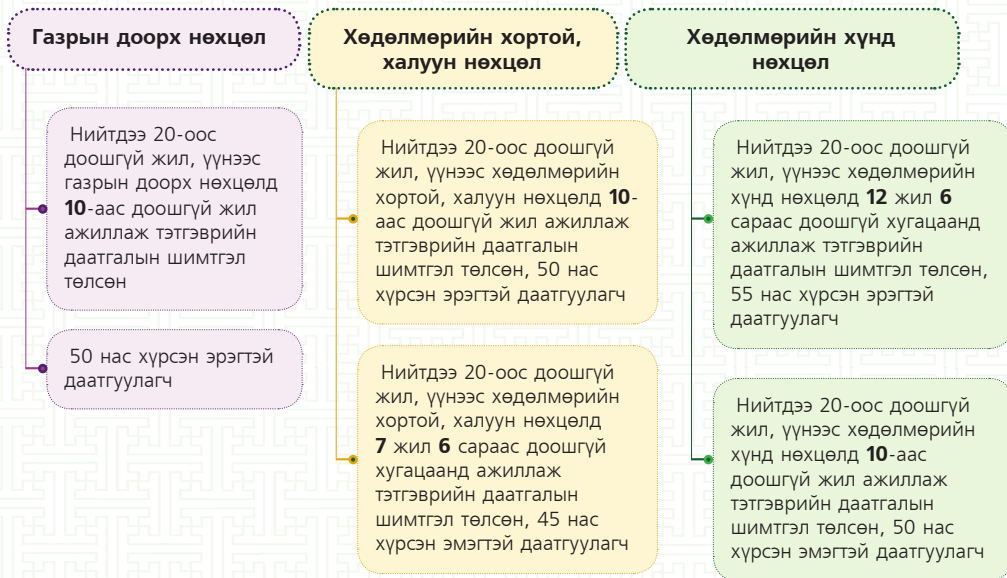 Газрын доорх нөхцөл
Нийтдээ 20-оос
доошгүй жил, үүнээс
газрын доорх нөхцөлд
10-аас доошгүй жил
ажиллаж тэтгэврийн
даатгалын шимтгэл
төлсөн
50 нас хүрсэн эрэгтэй
даатгуулагч
Хөдөлмөрийн хортой,
халуун нөхцөл
Нийтдээ 20-оос доошгүй
жил, үүнээс хөдөлмөрийн
хортой, халуун нөхцөлд 10-
аас доошгүй жил ажиллаж
тэтгэврийн даатгалын
шимтгэл төлсөн, 50 нас
хүрсэн эрэгтэй даатгуулагч
Нийтдээ 20-оос доошгүй
жил, үүнээс хөдөлмөрийн
хортой, халуун нөхцөлд
7 жил 6 сараас доошгүй
хугацаанд ажиллаж
тэтгэврийн даатгалын
шимтгэл төлсөн, 45 нас
хүрсэн эмэгтэй даатгуулагч
Хөдөлмөрийн хүнд
нөхцөл
Нийтдээ 20-оос доошгүй
жил, үүнээс хөдөлмөрийн
хүнд нөхцөлд 12 жил 6
сараас доошгүй хугацаанд
ажиллаж тэтгэврийн
даатгалын шимтгэл төлсөн,
55 нас хүрсэн эрэгтэй
даатгуулагч
Нийтдээ 20-оос доошгүй
жил, үүнээс хөдөлмөрийн
хүнд нөхцөлд 10-аас
доошгүй жил ажиллаж
тэтгэврийн даатгалын
шимтгэл төлсөн, 50 нас
хүрсэн эмэгтэй даатгуулагч